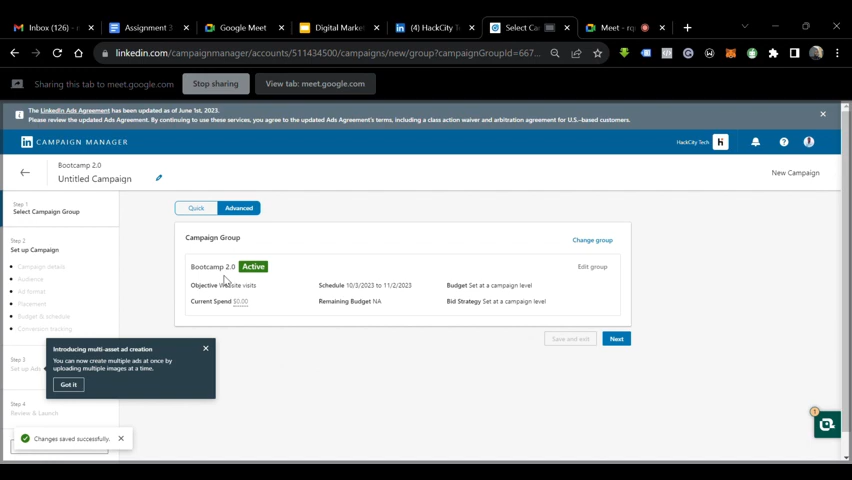 Inbox (120) - 
Assignment 3
Google Meet
Digital Market
(4) HackCity T
Select Ca
Meet - rq
linkedin.com/campaignmanager/accounts/511434500/campaigns/new/group?campaignGroupId=667...
Sharing this tab to meet.google.com
Stop sharing
View tab: meet.google.com
The LinkedIn Ads Agreement has been updated as of June 1st, 2023.
Please review the updated Ads Agreement. By continuing to use these services, you agree to the updated Ads Agreement's terms, including a class action waiver and arbitration agreement for U.S.-based customers.
in CAMPAIGN MANAGER
HackCity Tech
h
Bootcamp 2.0
Untitled Campaign
New Campaign
Step 1
Select Campaign Group
Quick
Advanced
Campaign Group
Change group
Step 2
Set up Campaign
Campaign details
Audience
Ad format
Placement
Budget & schedule
Conversion tracking
Bootcamp 2.0 Active
Edit group
Objective Website visits
Schedule 10/3/2023 to 11/2/2023
Budget Set at a campaign level
Current Spend $0.00
Remaining Budget NA
Bid Strategy Set at a campaign level
Save and exit
Next
Introducing multi-asset ad creation
You can now create multiple ads at once by
uploading multiple images at a time.
Got it
Step 3
Set up Ads
Step 4
Review & Launch
1
Changes saved successfully.